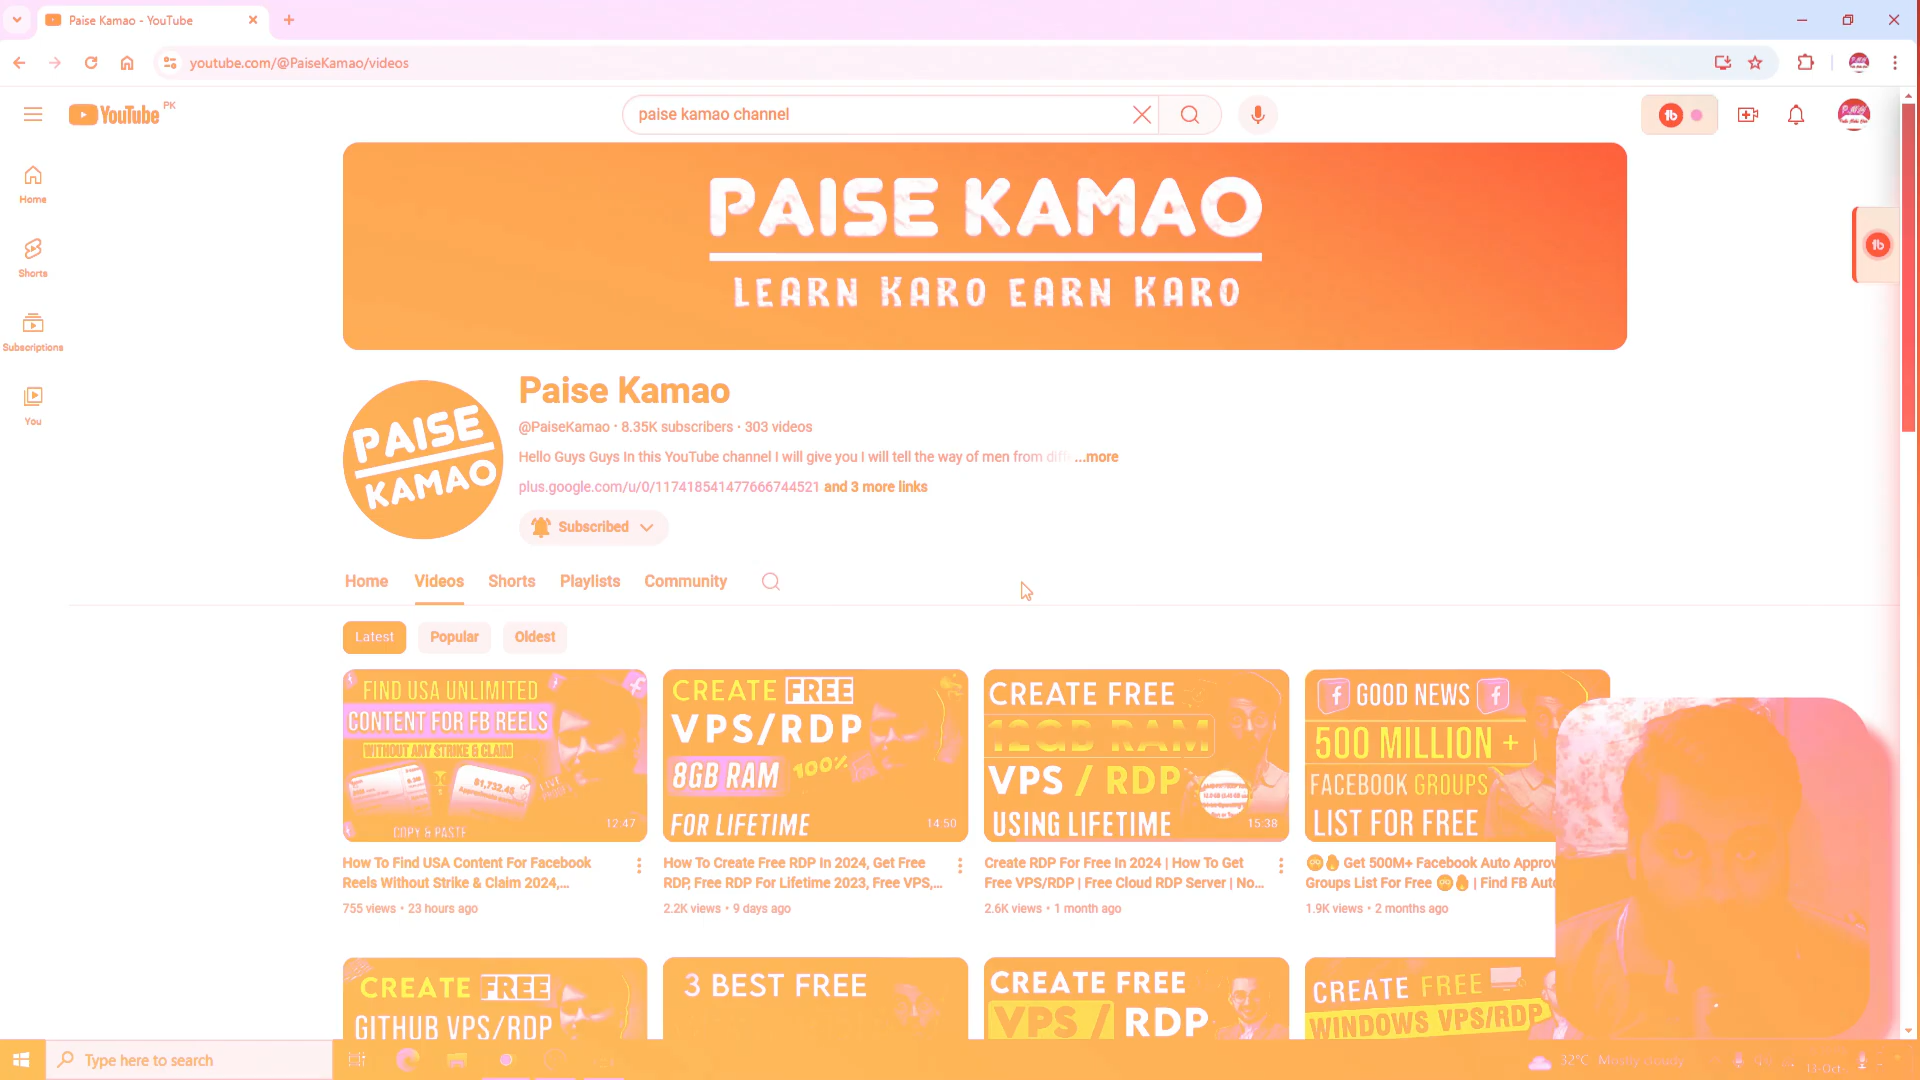 Paise Kamao - YouTube
youtube.com/@PaiseKamao/videos
YouTube PK
paise kamao channel
Home
Shorts
Subscriptions
You
PAISE KAMAO
LEARN KARO EARN KARO
PAISE
KAMAO
Paise Kamao
@PaiseKamao · 8.35K subscribers · 303 videos
Hello Guys Guys In this YouTube channel I will give you I will tell the way of men from ...more
plus.google.com/u/0/117418541477666744521 and 3 more links
Subscribed
Home Videos Shorts Playlists Community
Latest Popular Oldest
FIND USA UNLIMITED
CONTENT FOR FB REELS
WITHOUT ANY STRIKE & CLAIM
$1,732.45
COPY & PASTE
12:47
How To Find USA Content For Facebook
Reels Without Strike & Claim 2024,...
755 views · 23 hours ago
CREATE FREE
VPS/RDP
8GB RAM 100%
FOR LIFETIME
14:50
How To Create Free RDP In 2024, Get Free
RDP, Free RDP For Lifetime 2023, Free VPS,...
2.2K views · 9 days ago
CREATE FREE
12GB RAM
VPS / RDP
USING LIFETIME
15:38
Create RDP For Free In 2024 | How To Get
Free VPS/RDP | Free Cloud RDP Server | No...
2.6K views · 1 month ago
GOOD NEWS
500 MILLION +
FACEBOOK GROUPS
LIST FOR FREE
Get 500M+ Facebook Auto Approv
Groups List For Free | Find FB Auto
1.9K views · 2 months ago
CREATE FREE
GITHUB VPS/RDP
3 BEST FREE
CREATE FREE
VPS / RDP
CREATE FREE
WINDOWS VPS/RDP
Type here to search
32°C Mostly cloudy
13-Oct-